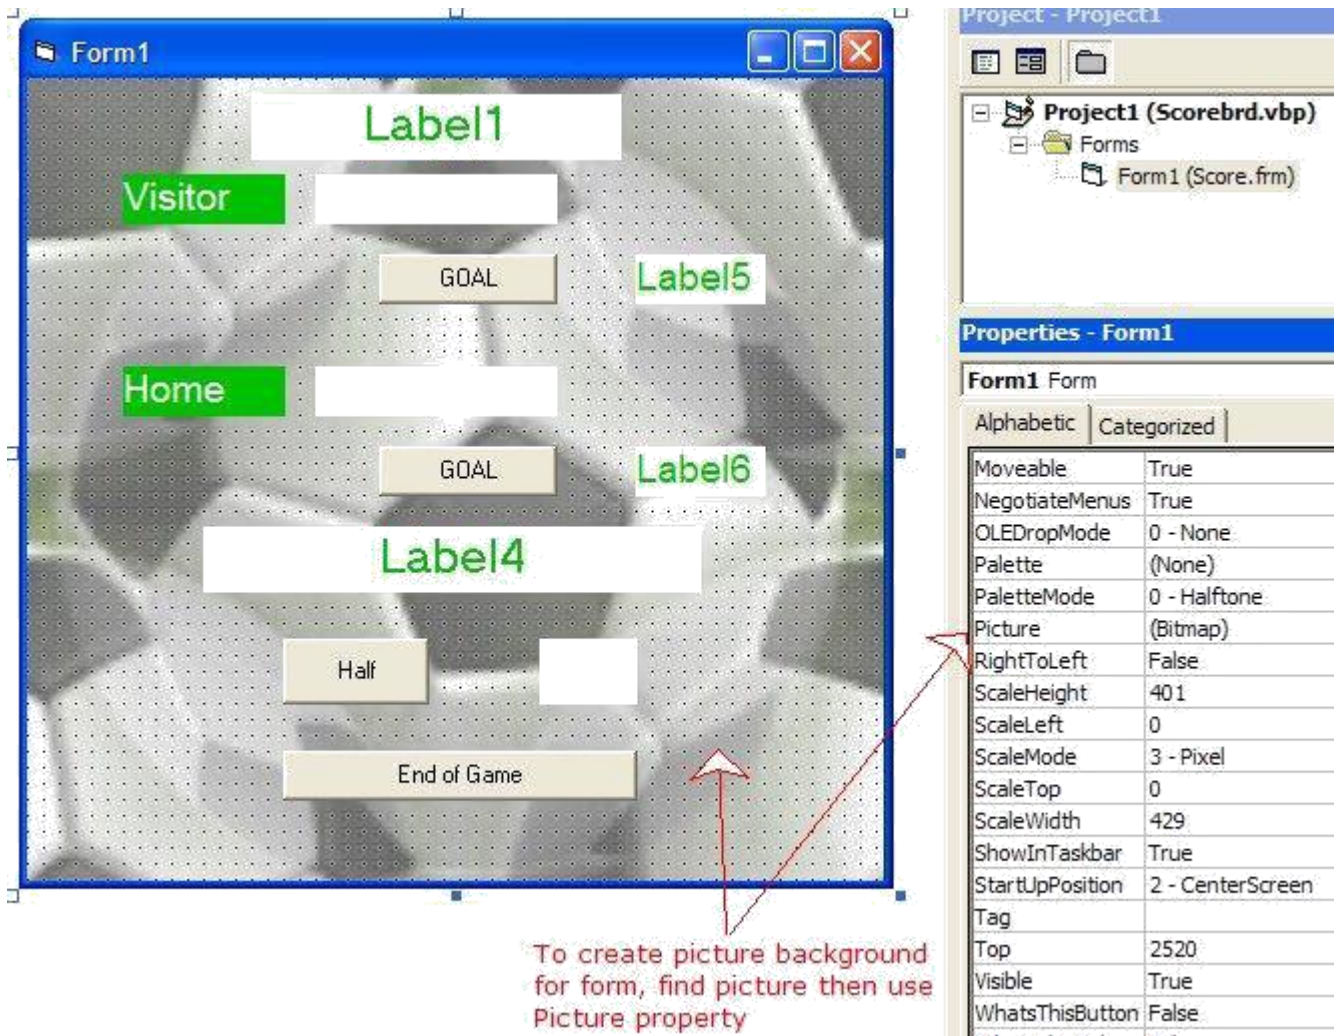 Form1
Label1
Visitor
GOAL
Label5
Home
GOAL
Label6
Label4
Half
End of Game
To create picture background
for form, find picture then use
Picture property
Project - Project1
Project1 (Scorebrd.vbp)
Forms
Form1 (Score.frm)
Properties - Form1
Form1 Form
Alphabetic Categorized
Moveable True
NegotiateMenus True
OLEDropMode 0 - None
Palette (None)
PaletteMode 0 - Halftone
Picture (Bitmap)
RightToLeft False
ScaleHeight 401
ScaleLeft 0
ScaleMode 3 - Pixel
ScaleTop 0
ScaleWidth 429
ShowInTaskbar True
StartUpPosition 2 - CenterScreen
Tag
Top 2520
Visible True
WhatsThisButton False